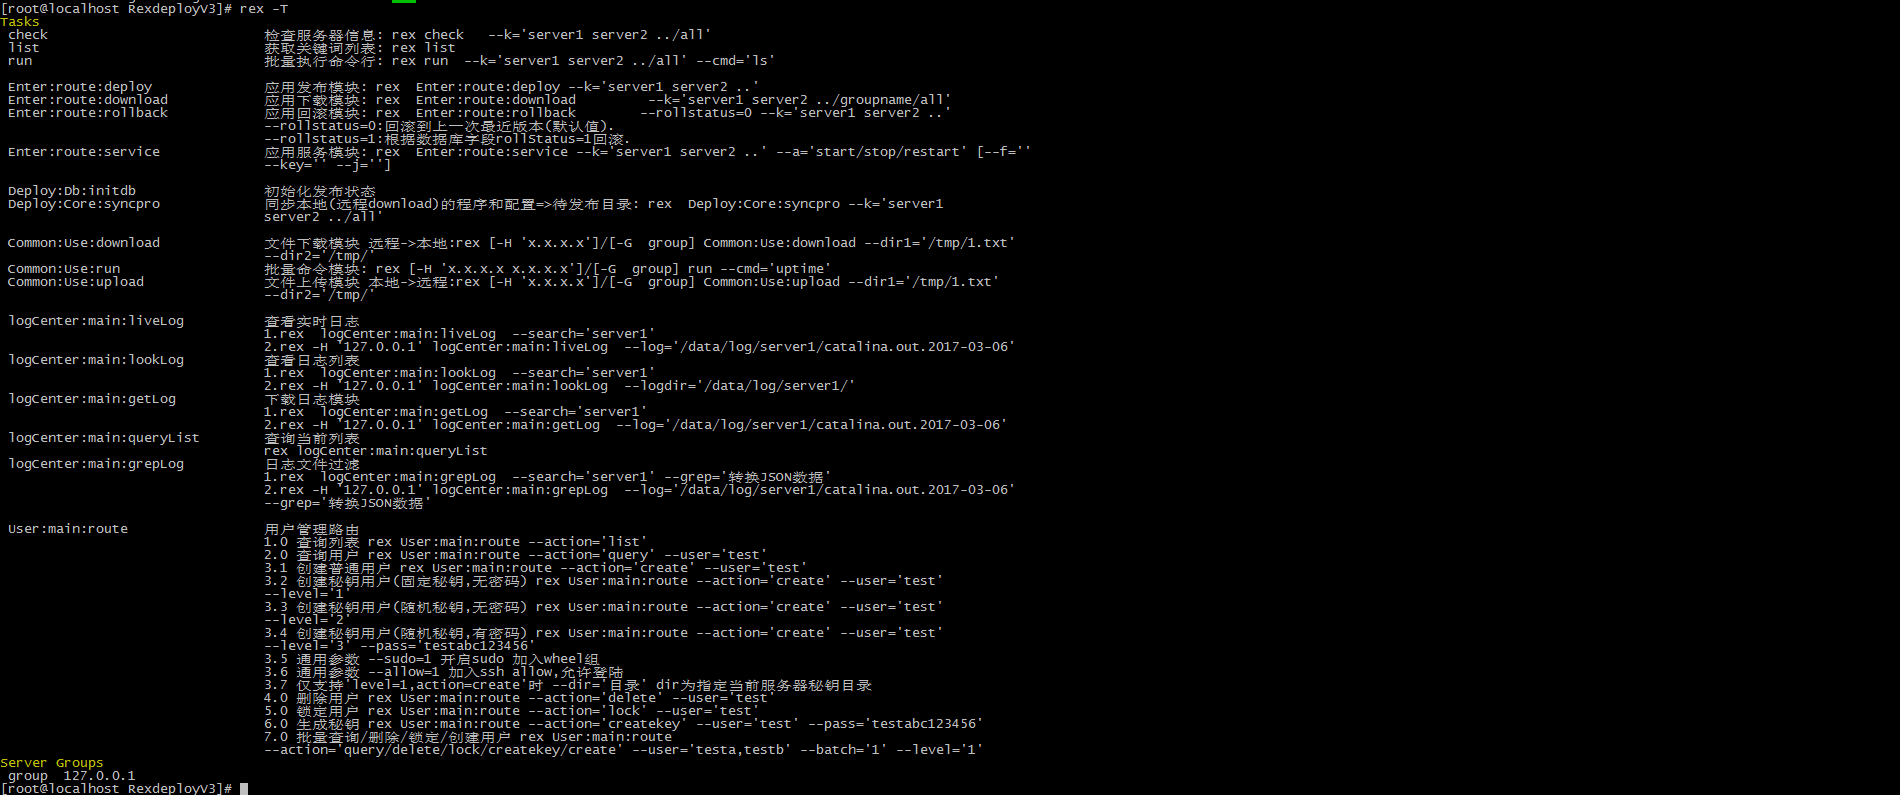 [root@localhost RexdeployV3]# rex -T
Tasks
check 检查服务器信息: rex check --k='server1 server2 ../all'
list 获取关键词列表: rex list
run 批量执行命令行: rex run --k='server1 server2 ../all' --cmd='ls'
Enter:route:deploy 应用发布模块: rex Enter:route:deploy --k='server1 server2 ..'
Enter:route:download 应用下载模块: rex Enter:route:download --k='server1 server2 ../groupname/all'
Enter:route:rollback 应用回滚模块: rex Enter:route:rollback --rollstatus=0 --k='server1 server2 ..'
--rollstatus=0:回滚到上一次最近版本(默认值).
--rollstatus=1:根据数据库字段rollStatus=1回滚.
Enter:route:service 应用服务模块: rex Enter:route:service --k='server1 server2 ..' --a='start/stop/restart' [--f=''
--key='' --j='']
Deploy:Db:initdb 初始化发布状态
Deploy:Core:syncpro 同步本地(远程download)的程序和配置=>待发布目录: rex Deploy:Core:syncpro --k='server1
server2 ../all'
Common:Use:download 文件下载模块 远程->本地:rex [-H 'x.x.x.x']/[-G group] Common:Use:download --dir1='/tmp/1.txt'
--dir2='/tmp/'
Common:Use:run 批量命令模块: rex [-H 'x.x.x.x x.x.x.x']/[-G group] run --cmd='uptime'
Common:Use:upload 文件上传模块 本地->远程:rex [-H 'x.x.x.x']/[-G group] Common:Use:upload --dir1='/tmp/1.txt'
--dir2='/tmp/'
logCenter:main:liveLog 查看实时日志
1.rex logCenter:main:liveLog --search='server1'
2.rex -H '127.0.0.1' logCenter:main:liveLog --log='/data/log/server1/catalina.out.2017-03-06'
logCenter:main:lookLog 查看日志列表
1.rex logCenter:main:lookLog --search='server1'
2.rex -H '127.0.0.1' logCenter:main:lookLog --logdir='/data/log/server1/'
logCenter:main:getLog 下载日志模块
1.rex logCenter:main:getLog --search='server1'
2.rex -H '127.0.0.1' logCenter:main:getLog --log='/data/log/server1/catalina.out.2017-03-06'
logCenter:main:queryList 查询当前列表
rex logCenter:main:queryList
logCenter:main:grepLog 日志文件过滤
1.rex logCenter:main:grepLog --search='server1' --grep='转换JSON数据'
2.rex -H '127.0.0.1' logCenter:main:grepLog --log='/data/log/server1/catalina.out.2017-03-06'
--grep='转换JSON数据'
User:main:route 用户管理路由
1.0 查询列表 rex User:main:route --action='list'
2.0 查询用户 rex User:main:route --action='query' --user='test'
3.1 创建普通用户 rex User:main:route --action='create' --user='test'
3.2 创建秘钥用户(固定秘钥,无密码) rex User:main:route --action='create' --user='test'
--level='1'
3.3 创建秘钥用户(随机秘钥,无密码) rex User:main:route --action='create' --user='test'
--level='2'
3.4 创建秘钥用户(随机秘钥,有密码) rex User:main:route --action='create' --user='test'
--level='3' --pass='testabc123456'
3.5 通用参数 --sudo=1 开启sudo 加入wheel组
3.6 通用参数 --allow=1 加入ssh allow,允许登陆
3.7 仅支持'level=1,action=create'时 --dir='目录' dir为指定当前服务器秘钥目录
4.0 删除用户 rex User:main:route --action='delete' --user='test'
5.0 锁定用户 rex User:main:route --action='lock' --user='test'
6.0 生成秘钥 rex User:main:route --action='createkey' --user='test' --pass='testabc123456'
7.0 批量查询/删除/锁定/创建用户 rex User:main:route
--action='query/delete/lock/createkey/create' --user='testa,testb' --batch='1' --level='1'
Server Groups
group 127.0.0.1
[root@localhost RexdeployV3]#